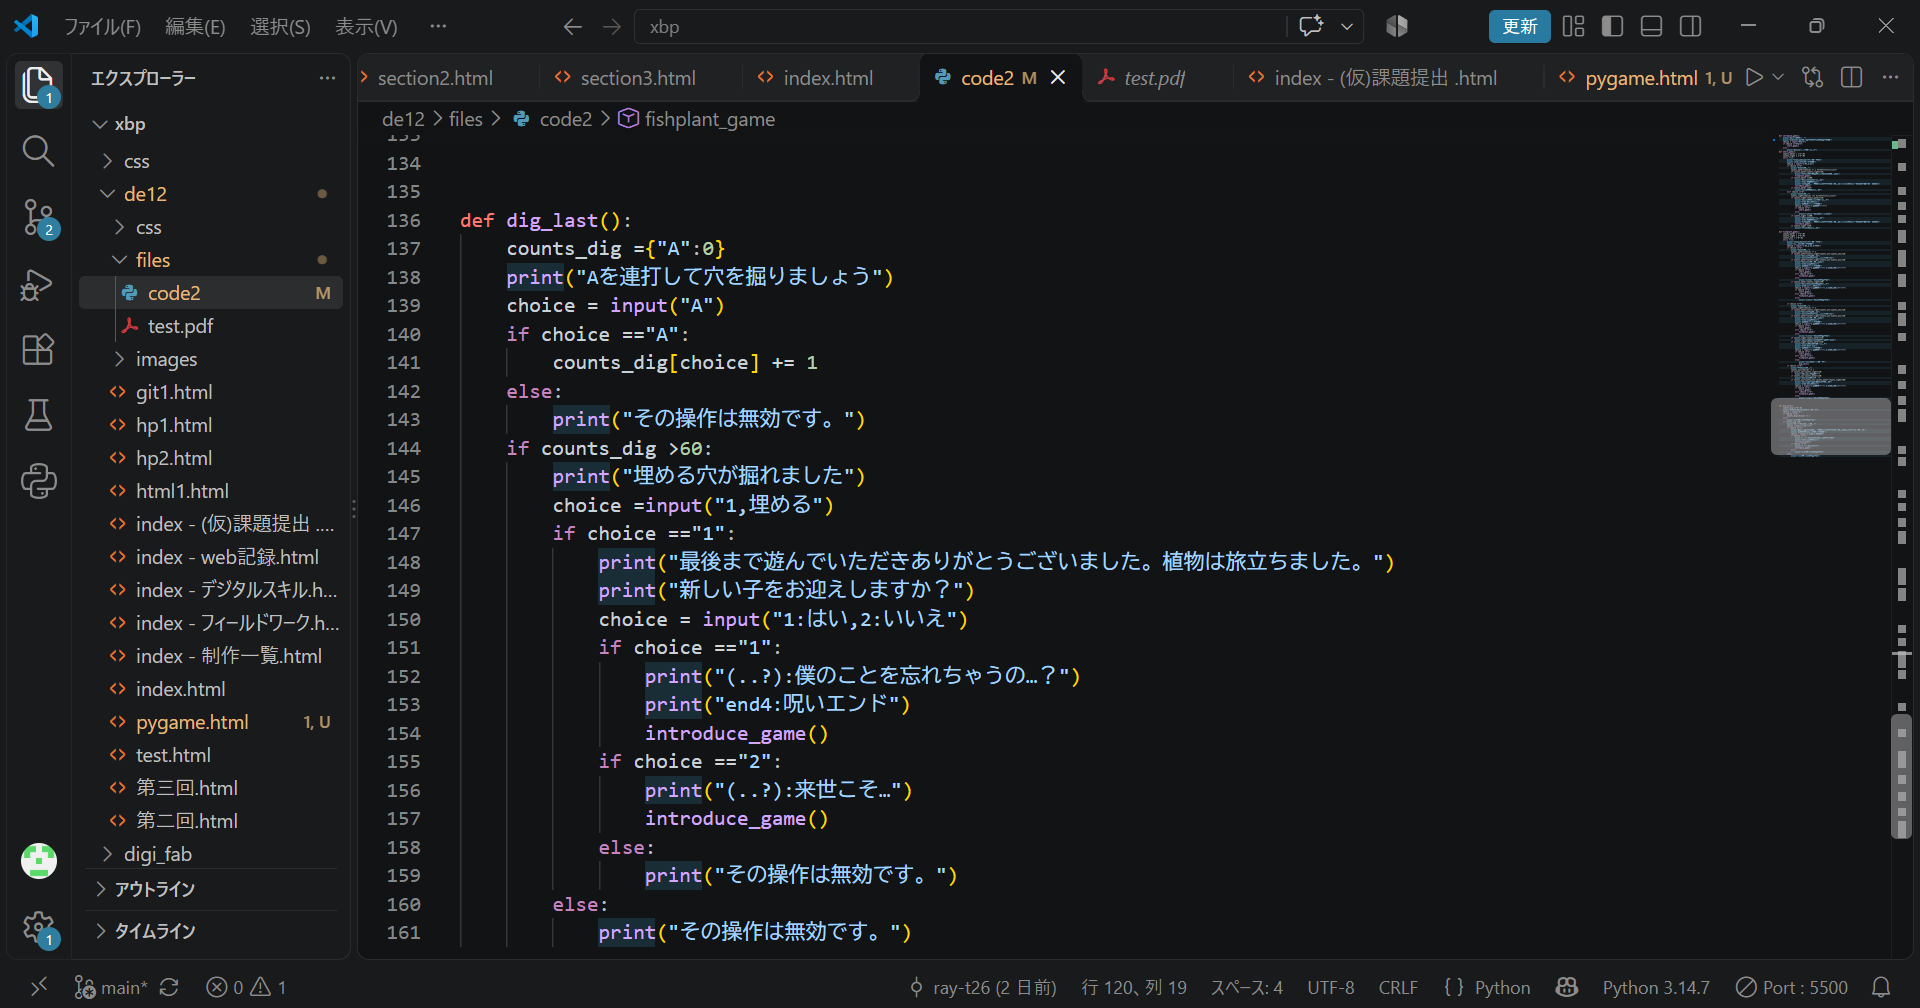 ファイル(F) 編集(E) 選択(S) 表示(V) ··· xbp 更新
エクスプローラー ···
section2.html section3.html index.html code2 M test.pdf index - (仮)課題提出 .html pygame.html 1, U ···
de12 > files > code2 > fishplant_game
xbp
css
de12
css
files
code2 M
test.pdf
images
git1.html
hp1.html
hp2.html
html1.html
index - (仮)課題提出 ....
index - web記録.html
index - デジタルスキル.h...
index - フィールドワーク.h...
index - 制作一覧.html
index.html
pygame.html 1, U
test.html
第三回.html
第二回.html
digi_fab
アウトライン
タイムライン
1
2
1
133
134
135
136 def dig_last():
137 counts_dig ={"A":0}
138 print("Aを連打して穴を掘りましょう")
139 choice = input("A")
140 if choice =="A":
141 counts_dig[choice] += 1
142 else:
143 print("その操作は無効です。")
144 if counts_dig >60:
145 print("埋める穴が掘れました")
146 choice =input("1,埋める")
147 if choice =="1":
148 print("最後まで遊んでいただきありがとうございました。植物は旅立ちました。")
149 print("新しい子をお迎えしますか？")
150 choice = input("1:はい,2:いいえ")
151 if choice =="1":
152 print("(..?):僕のことを忘れちゃうの…？")
153 print("end4:呪いエンド")
154 introduce_game()
155 if choice =="2":
156 print("(..?):来世こそ…")
157 introduce_game()
158 else:
159 print("その操作は無効です。")
160 else:
161 print("その操作は無効です。")
main* 0 1 ray-t26 (2 日前) 行 120、列 19 スペース: 4 UTF-8 CRLF { } Python Python 3.14.7 Port : 5500